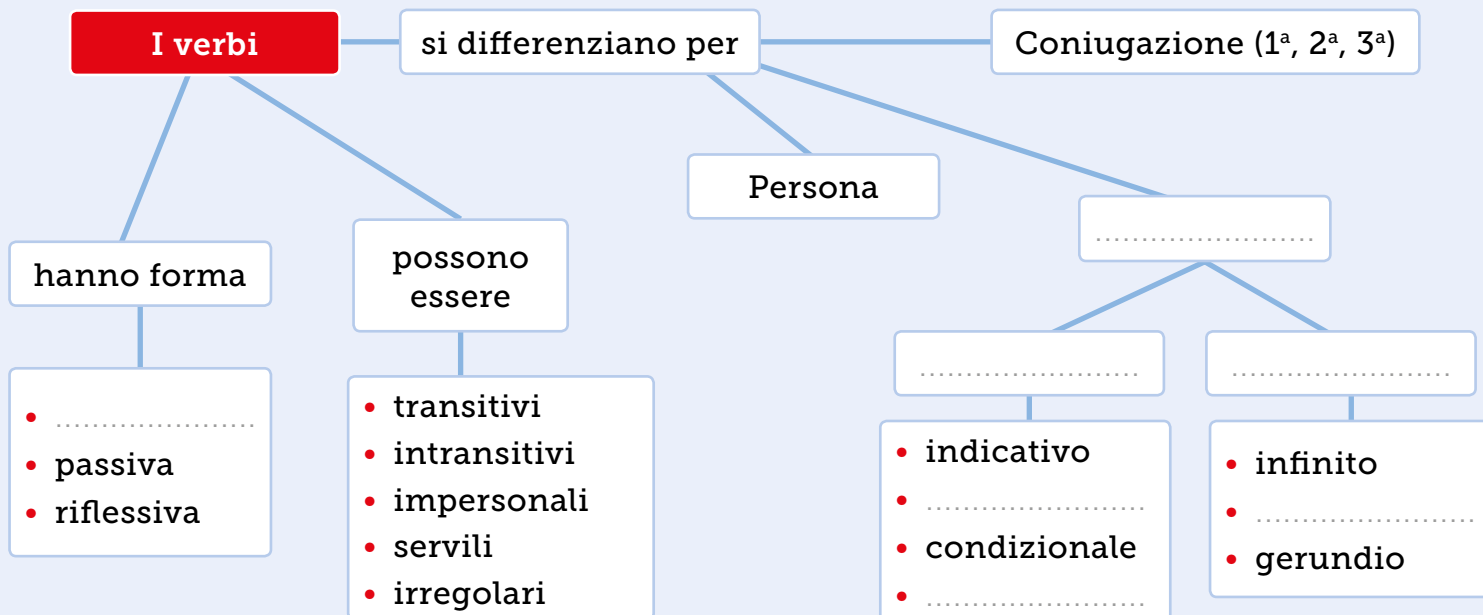 I verbi
si differenziano per
Coniugazione (1ª, 2ª, 3ª)
Persona
........................
hanno forma
possono
essere
........................
........................
• ......................
• passiva
• riflessiva
• transitivi
• intransitivi
• impersonali
• servili
• irregolari
• indicativo
• ........................
• condizionale
• ........................
• infinito
• ........................
• gerundio